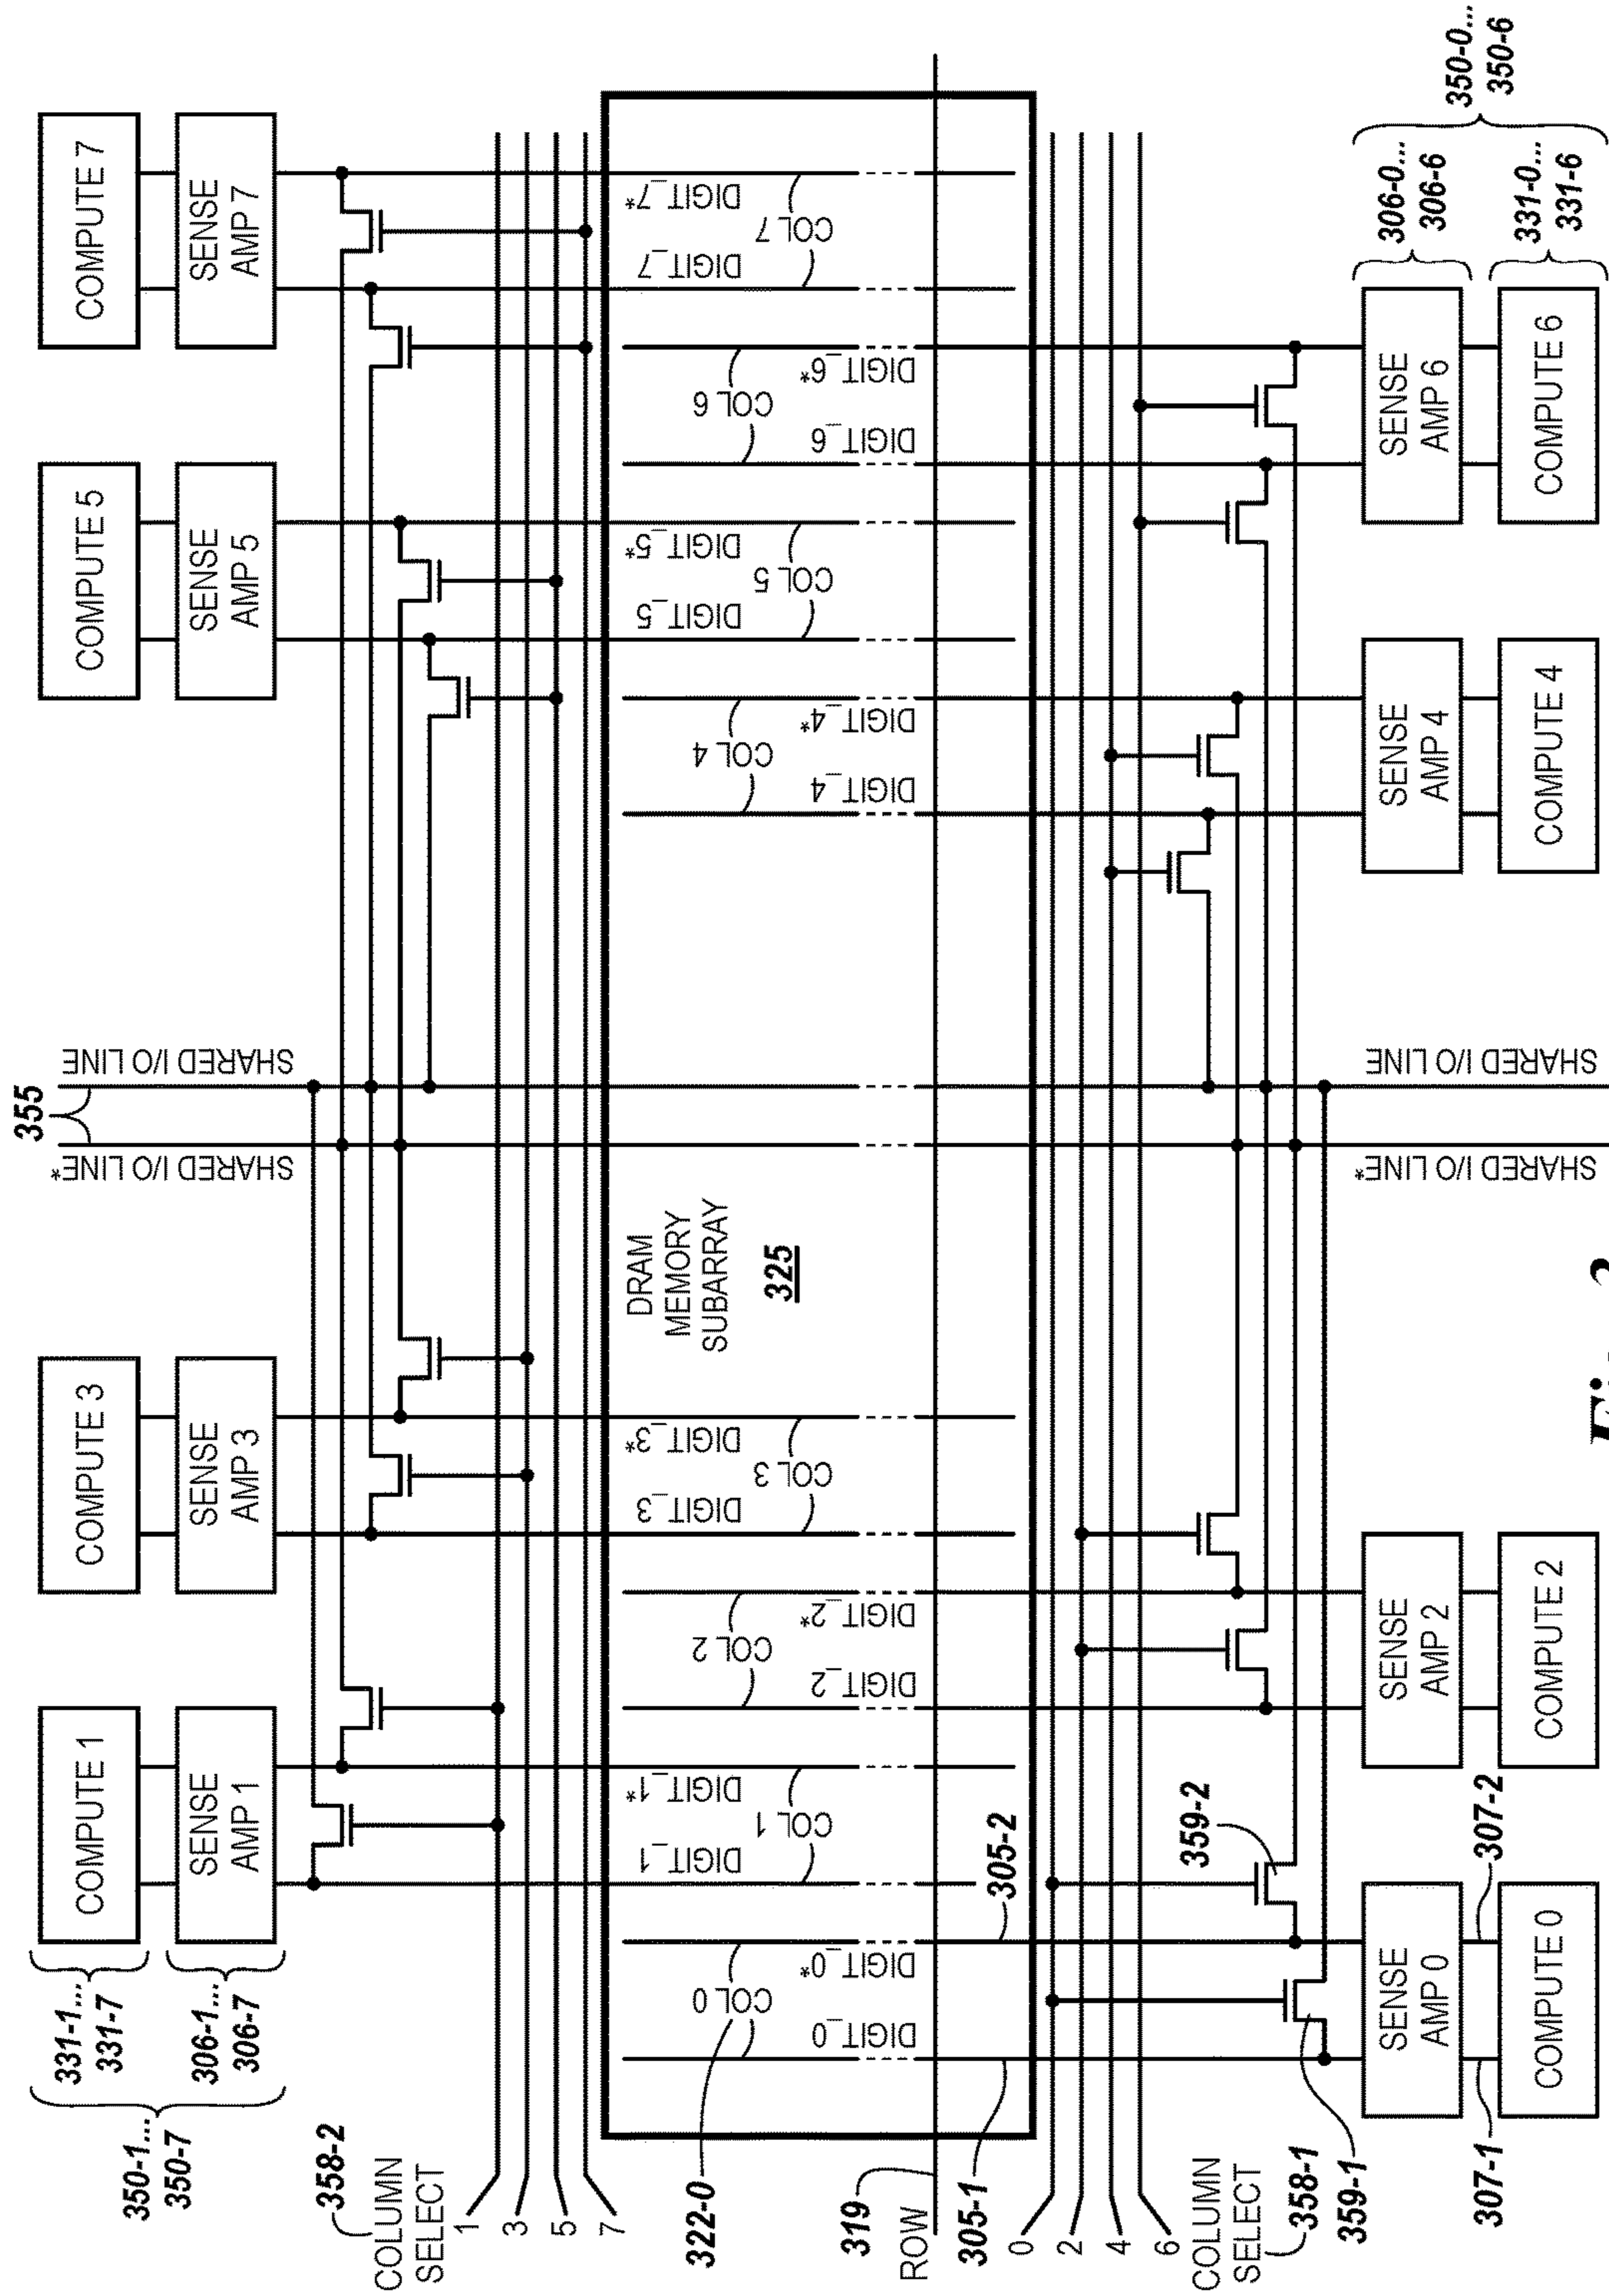 355
350-1...
350-7
331-1...
331-7
COMPUTE 1
COMPUTE 3
COMPUTE 5
COMPUTE 7
306-1...
306-7
SENSE
AMP 1
SENSE
AMP 3
SENSE
AMP 5
SENSE
AMP 7
SHARED I/O LINE*
SHARED I/O LINE
358-2
COLUMN
SELECT
1
3
5
7
DRAM
MEMORY
SUBARRAY
325
DIGIT_1
COL 1
DIGIT_1*
DIGIT_3
COL 3
DIGIT_3*
DIGIT_5
COL 5
DIGIT_5*
DIGIT_7
COL 7
DIGIT_7*
322-0
DIGIT_0
COL 0
DIGIT_0*
DIGIT_2
COL 2
DIGIT_2*
DIGIT_4
COL 4
DIGIT_4*
DIGIT_6
COL 6
DIGIT_6*
319
ROW
305-1
305-2
0
2
4
6
COLUMN
SELECT
358-1
359-1
359-2
SHARED I/O LINE*
SHARED I/O LINE
SENSE
AMP 0
SENSE
AMP 2
SENSE
AMP 4
SENSE
AMP 6
306-0...
306-6
350-0...
350-6
307-1
307-2
COMPUTE 0
COMPUTE 2
COMPUTE 4
COMPUTE 6
331-0...
331-6